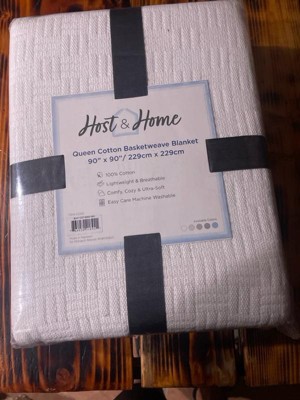 Host & Home
Queen Cotton Basketweave Blanket
90" x 90"/ 229cm x 229cm
100% Cotton
Lightweight & Breathable
Comfy, Cozy & Ultra-Soft
Easy Care Machine Washable